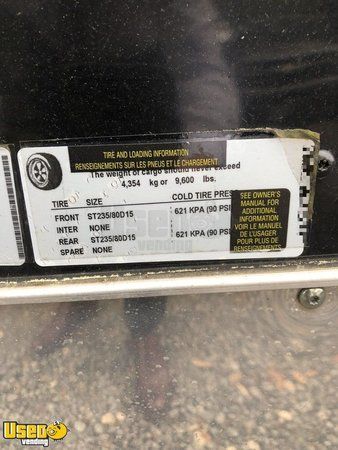 TIRE AND LOADING INFORMATION
RENSEIGNEMENTS SUR LES PNEUS ET LE CHARGEMENT
The weight of cargo should never exceed
4,354 kg or 9,600 lbs.
TIRE SIZE COLD TIRE PRES
FRONT ST235/80D15 621 KPA (90 PSI
INTER NONE
REAR ST235/80D15 621 KPA (90 PSI
SPARE NONE
SEE OWNER'S
MANUAL FOR
ADDITIONAL
INFORMATION
VOIR LE MANUEL
DE L'USAGER
POUR PLUS DE
RENSEIGNEMENTS
used
vending
Used
vending